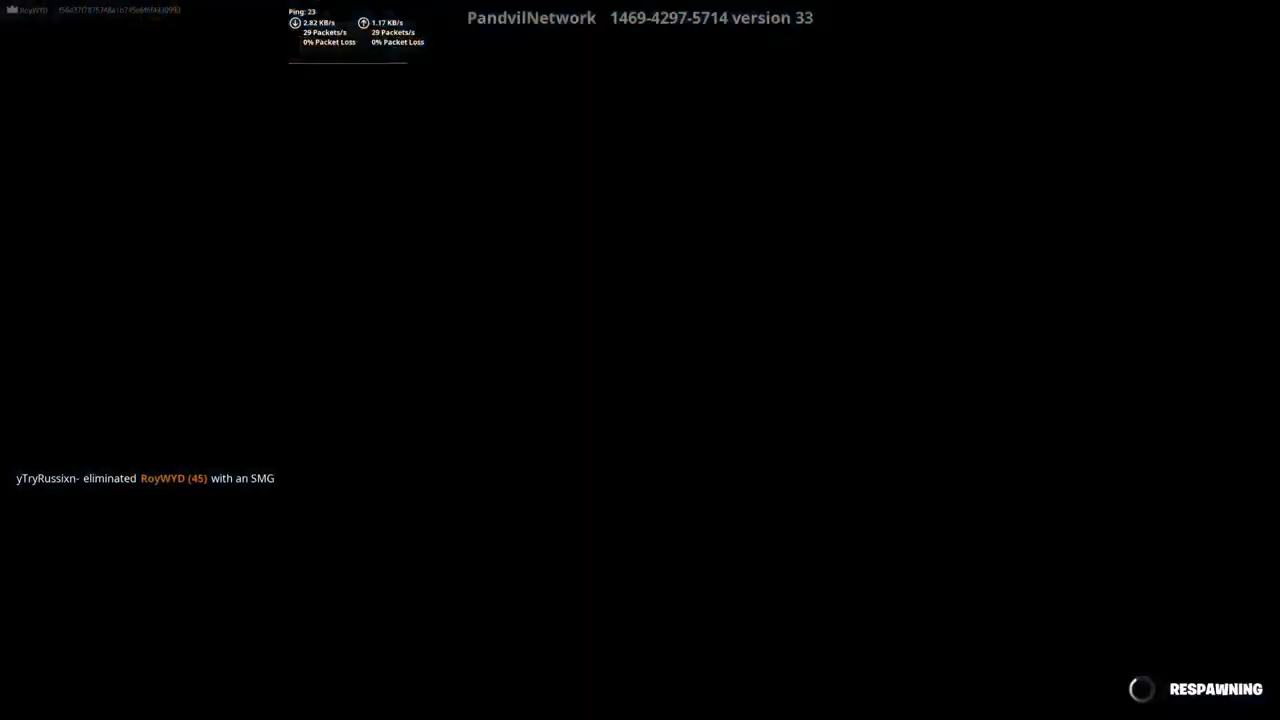 RoyWYD
Ping: 23
2.82 KB/s 1.17 KB/s
29 Packets/s 29 Packets/s
0% Packet Loss 0% Packet Loss
PandvilNetwork 1469-4297-5714 version 33
yTryRussixn- eliminated RoyWYD (45) with an SMG
RESPAWNING